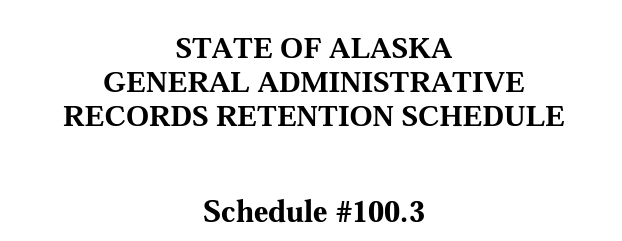 STATE OF ALASKA
GENERAL ADMINISTRATIVE
RECORDS RETENTION SCHEDULE
Schedule #100.3